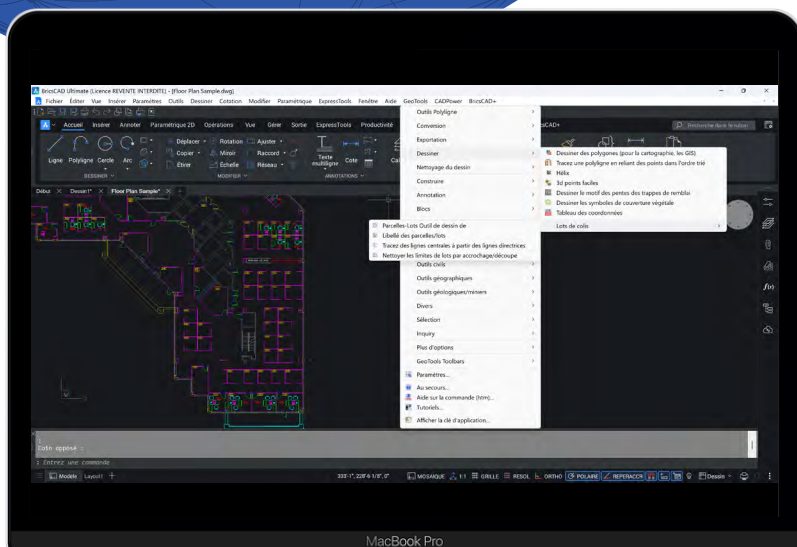 BricsCAD Ultimate (Licence REVENTE INTERDITE) - [Floor Plan Sample.dwg]
Fichier Éditer Vue Insérer Paramètres Outils Dessiner Cotation Modifier Paramétrique ExpressTools Fenêtre Aide GeoTools CADPower BricsCAD+
Accueil Insérer Annoter Paramétrique 2D Opérations Vue Gérer Sortie ExpressTools Productivité
Ligne Polyligne Cercle Arc
Déplacer Rotation Ajuster
Copier Miroir Raccord
Étirer Échelle Réseau
Texte multiligne Cote
DESSINER MODIFIER ANNOTATIONS
Début Dessin1* Floor Plan Sample*
Outils Polyligne
Conversion
Exportation
Dessiner
Nettoyage du dessin
Construire
Annotation
Blocs
Outils civils
Outils géographiques
Outils géologiques/miniers
Divers
Sélection
Inquiry
Plus d'options
GeoTools Toolbars
Paramètres...
Au secours...
Aide sur la commande (htm)...
Tutoriels...
Afficher la clé d'application...
Dessiner des polygones (pour la cartographie, les GIS)
Tracez une polyligne en reliant des points dans l'ordre trié
Hélix
3d points faciles
Dessiner le motif des pentes des trappes de remblai
Dessiner les symboles de couverture végétale
Tableau des coordonnées
Lots de colis
Parcelles-Lots Outil de dessin de
Libellé des parcelles/lots
Tracez des lignes centrales à partir des lignes directrices
Nettoyer les limites de lots par accrochage/découpe
:
Coin opposé :
: Entrez une commande
Modèle Layout1
MOSAIQUE 1:1 GRILLE RESOL ORTHO POLAIRE REPERACCR Dessin
MacBook Pro